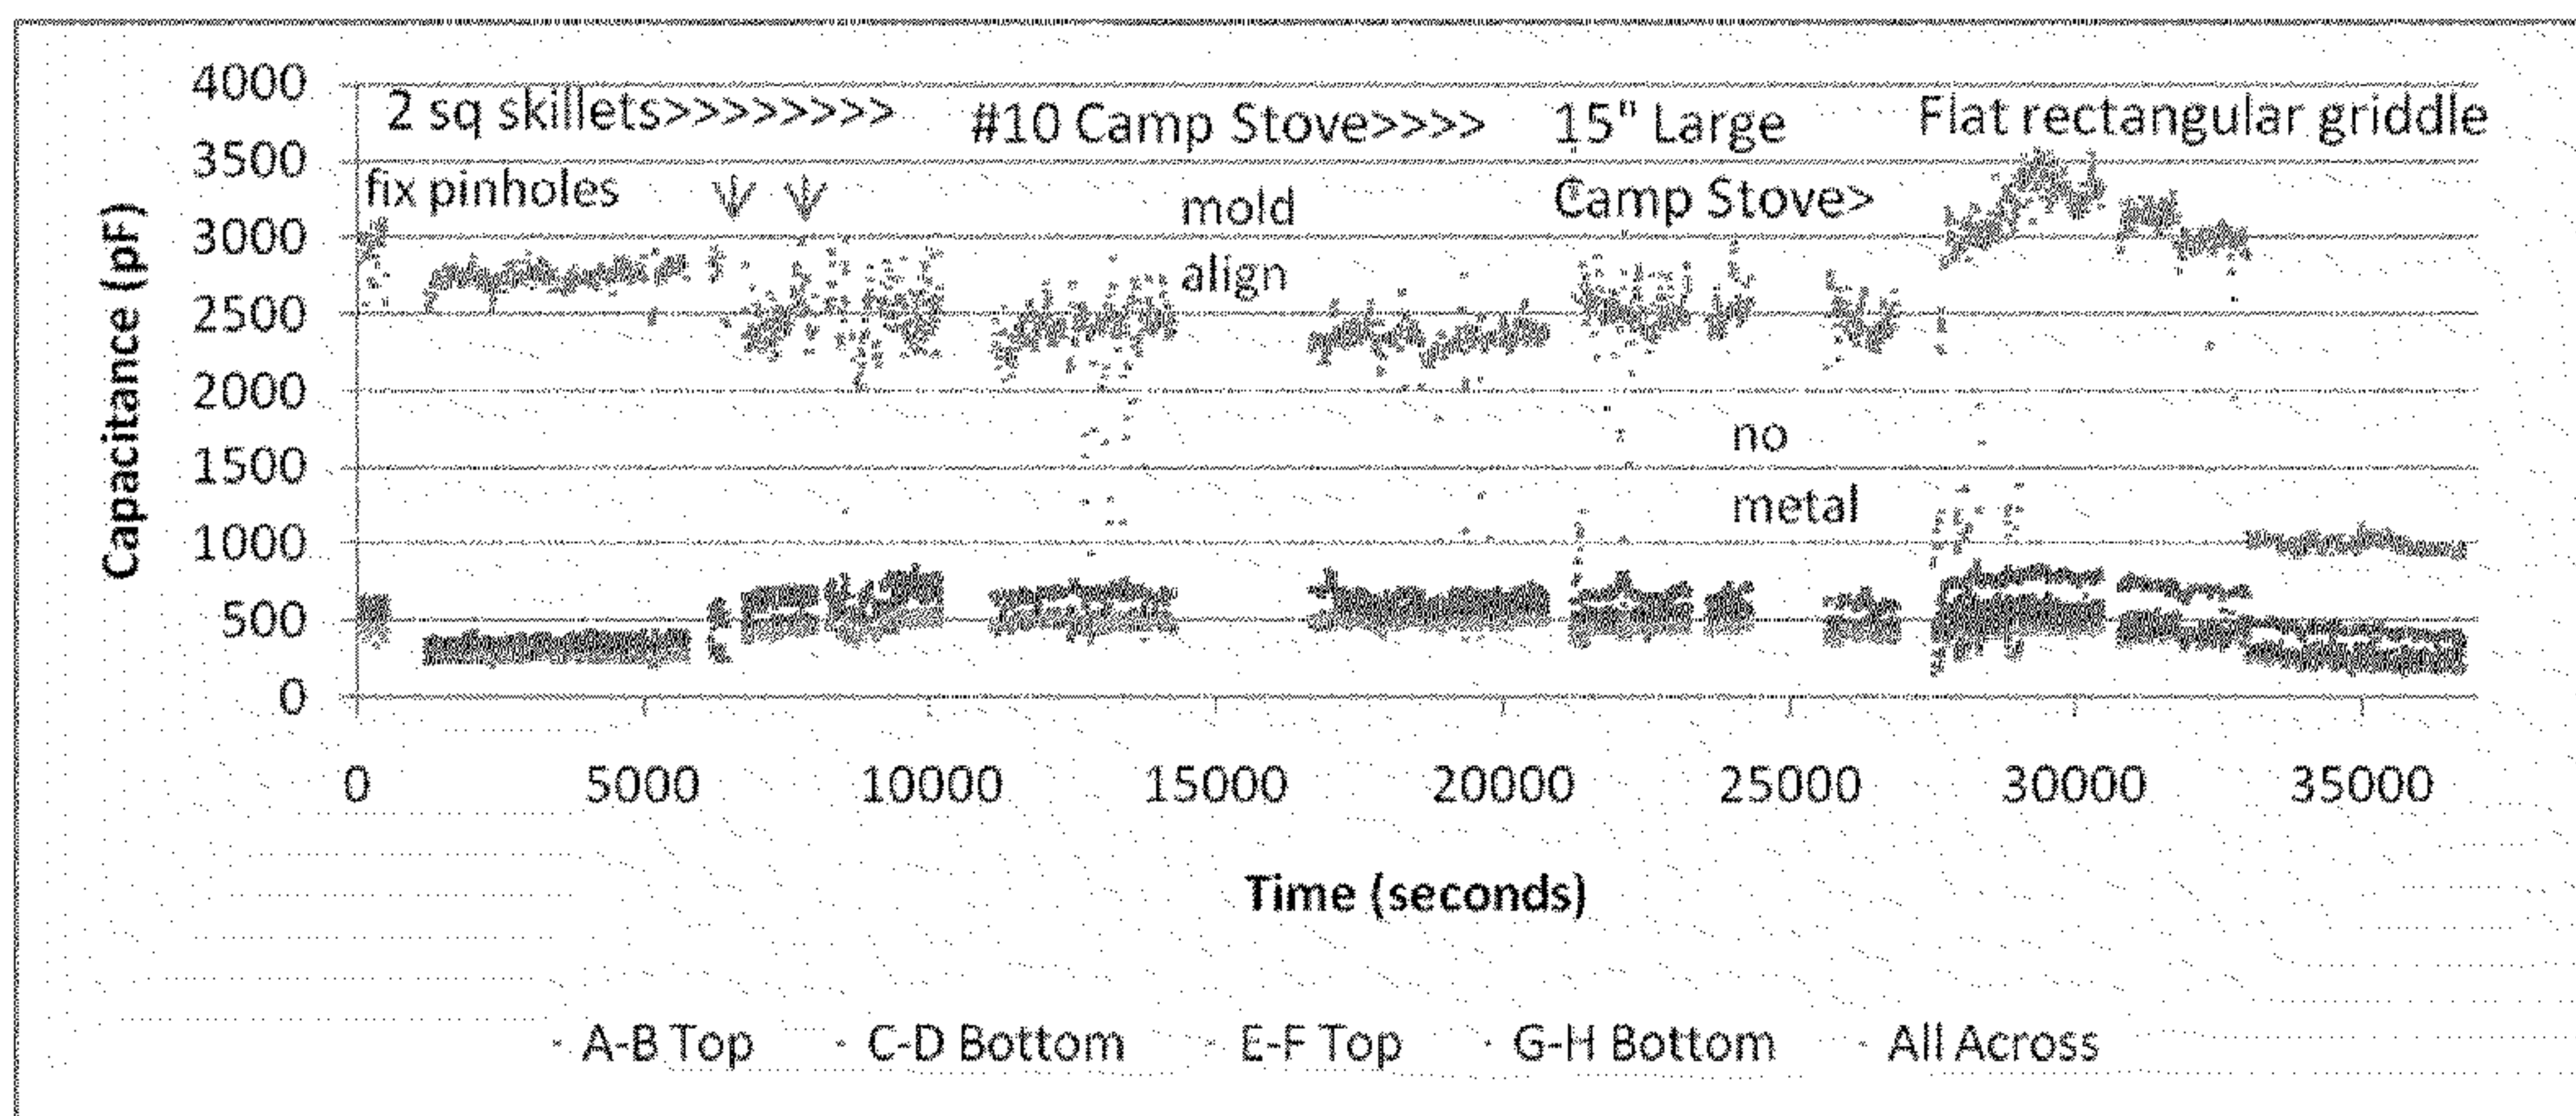 4000
2 sq skillets>>>>>>>>
#10 Camp Stove>>>>
15" Large
Flat rectangular griddle
3500
fix pinholes
mold
Camp Stove>
3000
align
2500
2000
no
1500
metal
1000
500
0
Capacitance (pF)
0 5000 10000 15000 20000 25000 30000 35000
Time (seconds)
A-B Top C-D Bottom E-F Top G-H Bottom All Across